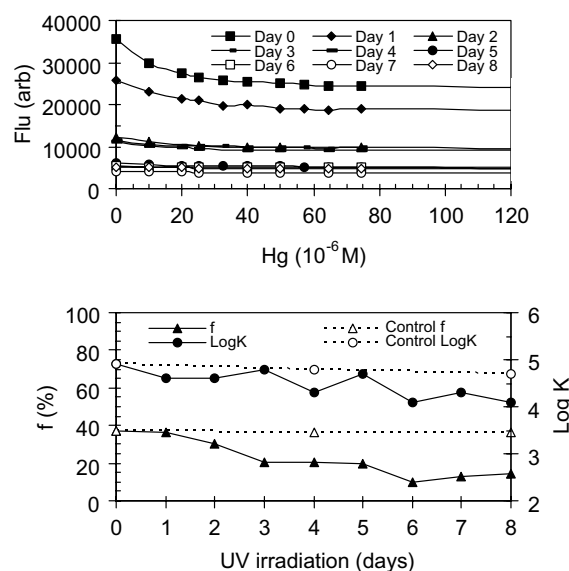 40000
30000
20000
10000
0
Flu (arb)
Day 0 Day 1 Day 2
Day 3 Day 4 Day 5
Day 6 Day 7 Day 8
0 20 40 60 80 100 120
Hg (10-6 M)
100
80
60
40
20
0
f (%)
f Control f
LogK Control LogK
6
5
4
3
2
Log K
0 1 2 3 4 5 6 7 8
UV irradiation (days)